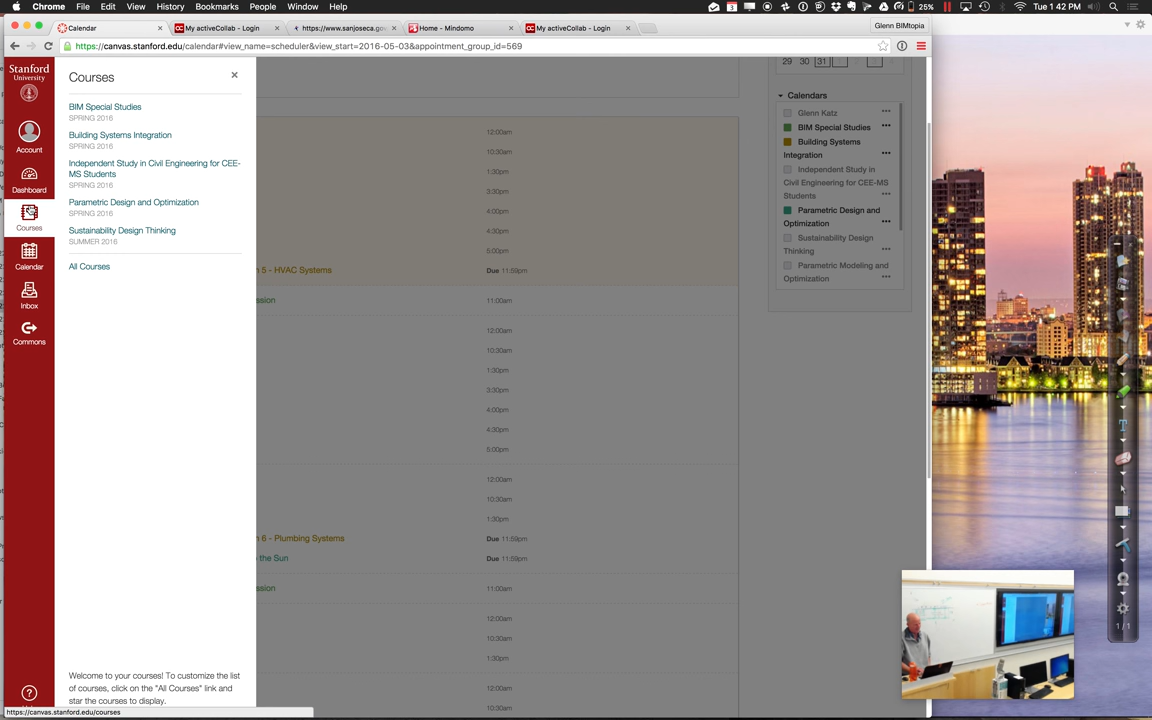 Chrome File Edit View History Bookmarks People Window Help
25% Tue 1 42 PM
Calendar
My activeCollab - Login
https://www.sanjoseca.go
Home - Mindomo
My activeCollab - Login
Glenn BIMtopia
https://canvas.stanford.edu/calendar#view_name=scheduler&view_start=2016-05-03&appointment_group_id=569
Stanford
University
Account
Dashboard
Courses
Calendar
Inbox
Commons
Courses
BIM Special Studies
SPRING 2016
Building Systems Integration
SPRING 2016
Independent Study in Civil Engineering for CEE-
MS Students
SPRING 2016
Parametric Design and Optimization
SPRING 2016
Sustainability Design Thinking
SUMMER 2016
All Courses
Welcome to your courses! To customize the list
of courses, click on the "All Courses" link and
star the courses to display.
12:00am
10:30am
1:30pm
3:30pm
4:00pm
4:30pm
5:00pm
n 5 - HVAC Systems Due 11:59pm
ssion 11:00am
12:00am
10:30am
1:30pm
3:30pm
4:00pm
4:30pm
5:00pm
12:00am
10:30am
1:30pm
n 6 - Plumbing Systems Due 11:59pm
the Sun Due 11:59pm
ssion 11:00am
12:00am
10:30am
1:30pm
12:00am
10:30am
29 30 31
Calendars
Glenn Katz
BIM Special Studies
Building Systems
Integration
Independent Study in
Civil Engineering for CEE-MS
Students
Parametric Design and
Optimization
Sustainability Design
Thinking
Parametric Modeling and
Optimization
1 / 1
https://canvas.stanford.edu/courses